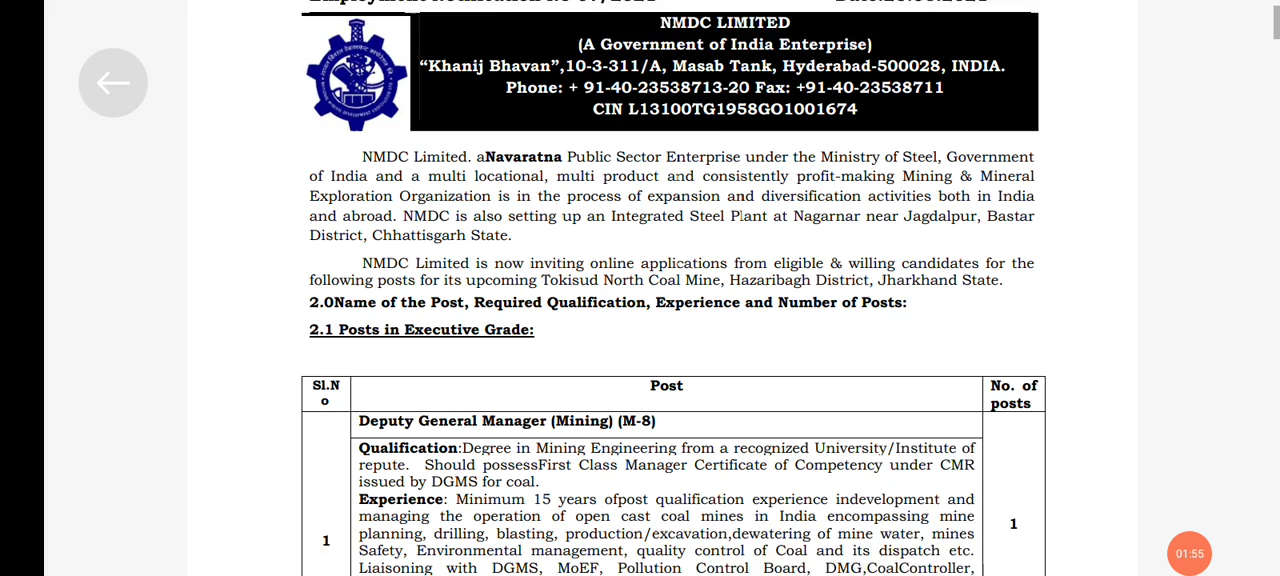 NMDC LIMITED
(A Government of India Enterprise)
“Khanij Bhavan”,10-3-311/A, Masab Tank, Hyderabad-500028, INDIA.
Phone: + 91-40-23538713-20 Fax: +91-40-23538711
CIN L13100TG1958GO1001674
NMDC Limited. aNavaratna Public Sector Enterprise under the Ministry of Steel, Government
of India and a multi locational, multi product and consistently profit-making Mining & Mineral
Exploration Organization is in the process of expansion and diversification activities both in India
and abroad. NMDC is also setting up an Integrated Steel Plant at Nagarnar near Jagdalpur, Bastar
District, Chhattisgarh State.
NMDC Limited is now inviting online applications from eligible & willing candidates for the
following posts for its upcoming Tokisud North Coal Mine, Hazaribagh District, Jharkhand State.
2.0Name of the Post, Required Qualification, Experience and Number of Posts:
2.1 Posts in Executive Grade:
Sl.N
o
Post
No. of
posts
Deputy General Manager (Mining) (M-8)
Qualification:Degree in Mining Engineering from a recognized University/Institute of
repute. Should possessFirst Class Manager Certificate of Competency under CMR
issued by DGMS for coal.
Experience: Minimum 15 years ofpost qualification experience indevelopment and
managing the operation of open cast coal mines in India encompassing mine
planning, drilling, blasting, production/excavation,dewatering of mine water, mines
Safety, Environmental management, quality control of Coal and its dispatch etc.
Liaisoning with DGMS, MoEF, Pollution Control Board, DMG,CoalController,
1
1
01:55